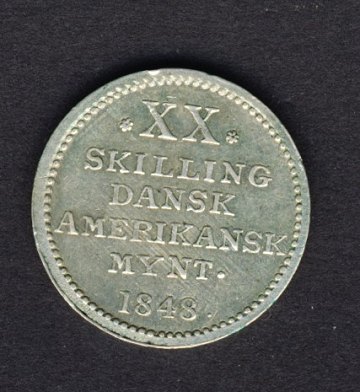 XX
SKILLING
DANSK
AMERIKANSK
MYNT.
1848.